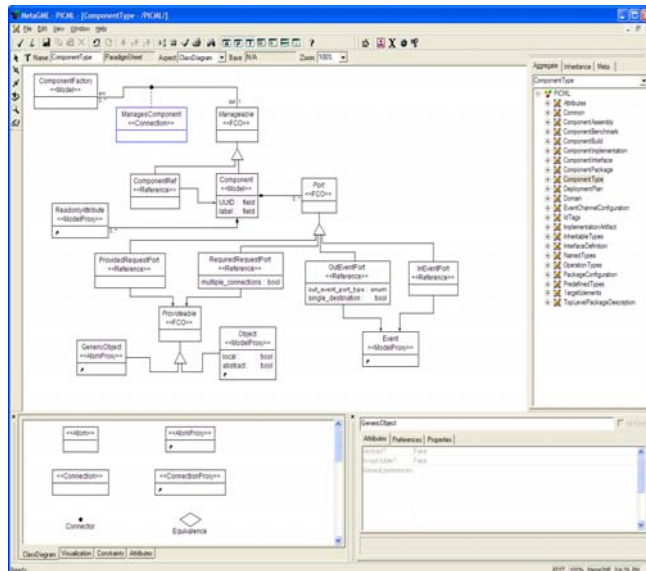 MetaGME - PICML - [ComponentType - /PICML/]
File Edit View Window Help
Name ComponentType ParadigmSheet Aspect ClassDiagram Base N/A Zoom 100%
ComponentFactory
<<Model>>
ManagesComponent
<<Connection>>
Manageable
<<FCO>>
ComponentRef
<<Reference>>
Component
<<Model>>
UUID : field
label : field
Port
<<FCO>>
ReadonlyAttribute
<<ModelProxy>>
0..*
ProvidedRequestPort
<<Reference>>
RequiredRequestPort
<<Reference>>
multiple_connections : bool
OutEventPort
<<Reference>>
out_event_port_type : enum
single_destination : bool
InEventPort
<<Reference>>
Provideable
<<FCO>>
GenericObject
<<AtomProxy>>
Object
<<ModelProxy>>
local : bool
abstract : bool
Event
<<ModelProxy>>
Aggregate Inheritance Meta
ComponentType
PICML
Attributes
Common
ComponentAssembly
ComponentBenchmark
ComponentBuild
ComponentImplementation
ComponentInterface
ComponentPackage
ComponentType
DeploymentPlan
Domain
EventChannelConfiguration
IdTags
ImplementationArtifact
InheritableTypes
InterfaceDefinition
NamedTypes
OperationTypes
PackageConfiguration
PredefinedTypes
TargetElements
TopLevelPackageDescription
<<Atom>>
<<AtomProxy>>
<<Connection>>
<<ConnectionProxy>>
Connector
Equivalence
ClassDiagram Visualization Constraints Attributes
GenericObject
Attributes Preferences Properties
False
False
General preferences
Ready